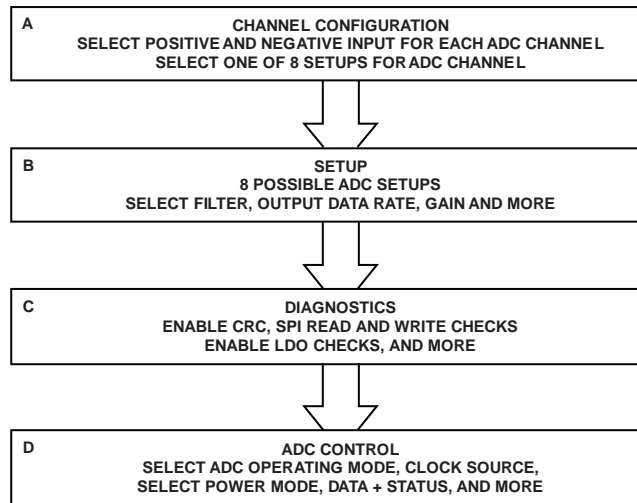 A
CHANNEL CONFIGURATION
SELECT POSITIVE AND NEGATIVE INPUT FOR EACH ADC CHANNEL
SELECT ONE OF 8 SETUPS FOR ADC CHANNEL
B
SETUP
8 POSSIBLE ADC SETUPS
SELECT FILTER, OUTPUT DATA RATE, GAIN AND MORE
C
DIAGNOSTICS
ENABLE CRC, SPI READ AND WRITE CHECKS
ENABLE LDO CHECKS, AND MORE
D
ADC CONTROL
SELECT ADC OPERATING MODE, CLOCK SOURCE,
SELECT POWER MODE, DATA + STATUS, AND MORE